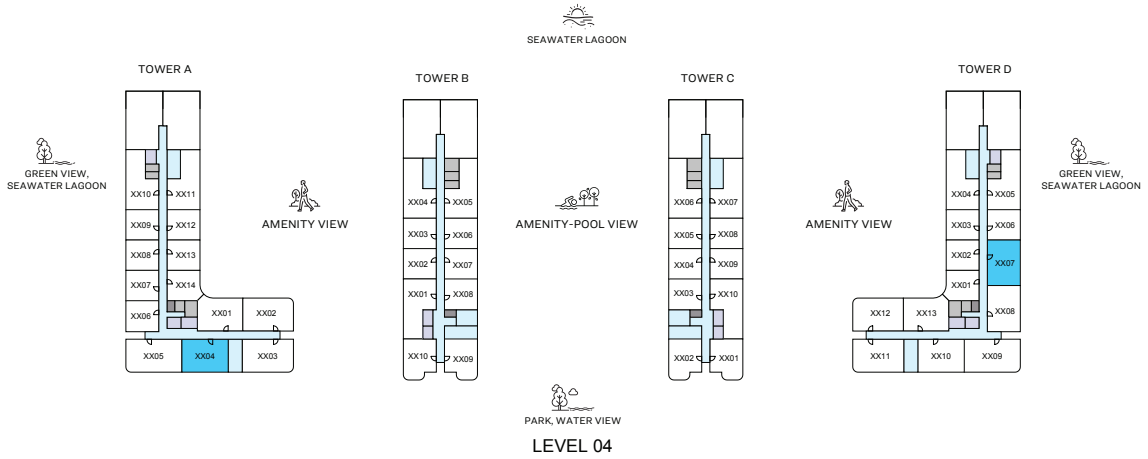 SEAWATER LAGOON
TOWER A
TOWER B
TOWER C
TOWER D
GREEN VIEW,
SEAWATER LAGOON
AMENITY VIEW
AMENITY-POOL VIEW
AMENITY VIEW
GREEN VIEW,
SEAWATER LAGOON
XX10 XX11
XX09 XX12
XX08 XX13
XX07 XX14
XX06 XX01 XX02
XX05 XX04 XX03
XX04 XX05
XX03 XX06
XX02 XX07
XX01 XX08
XX10 XX09
XX06 XX07
XX05 XX08
XX04 XX09
XX03 XX10
XX02 XX01
XX04 XX05
XX03 XX06
XX02 XX07
XX01
XX12 XX13 XX08
XX11 XX10 XX09
PARK, WATER VIEW
LEVEL 04